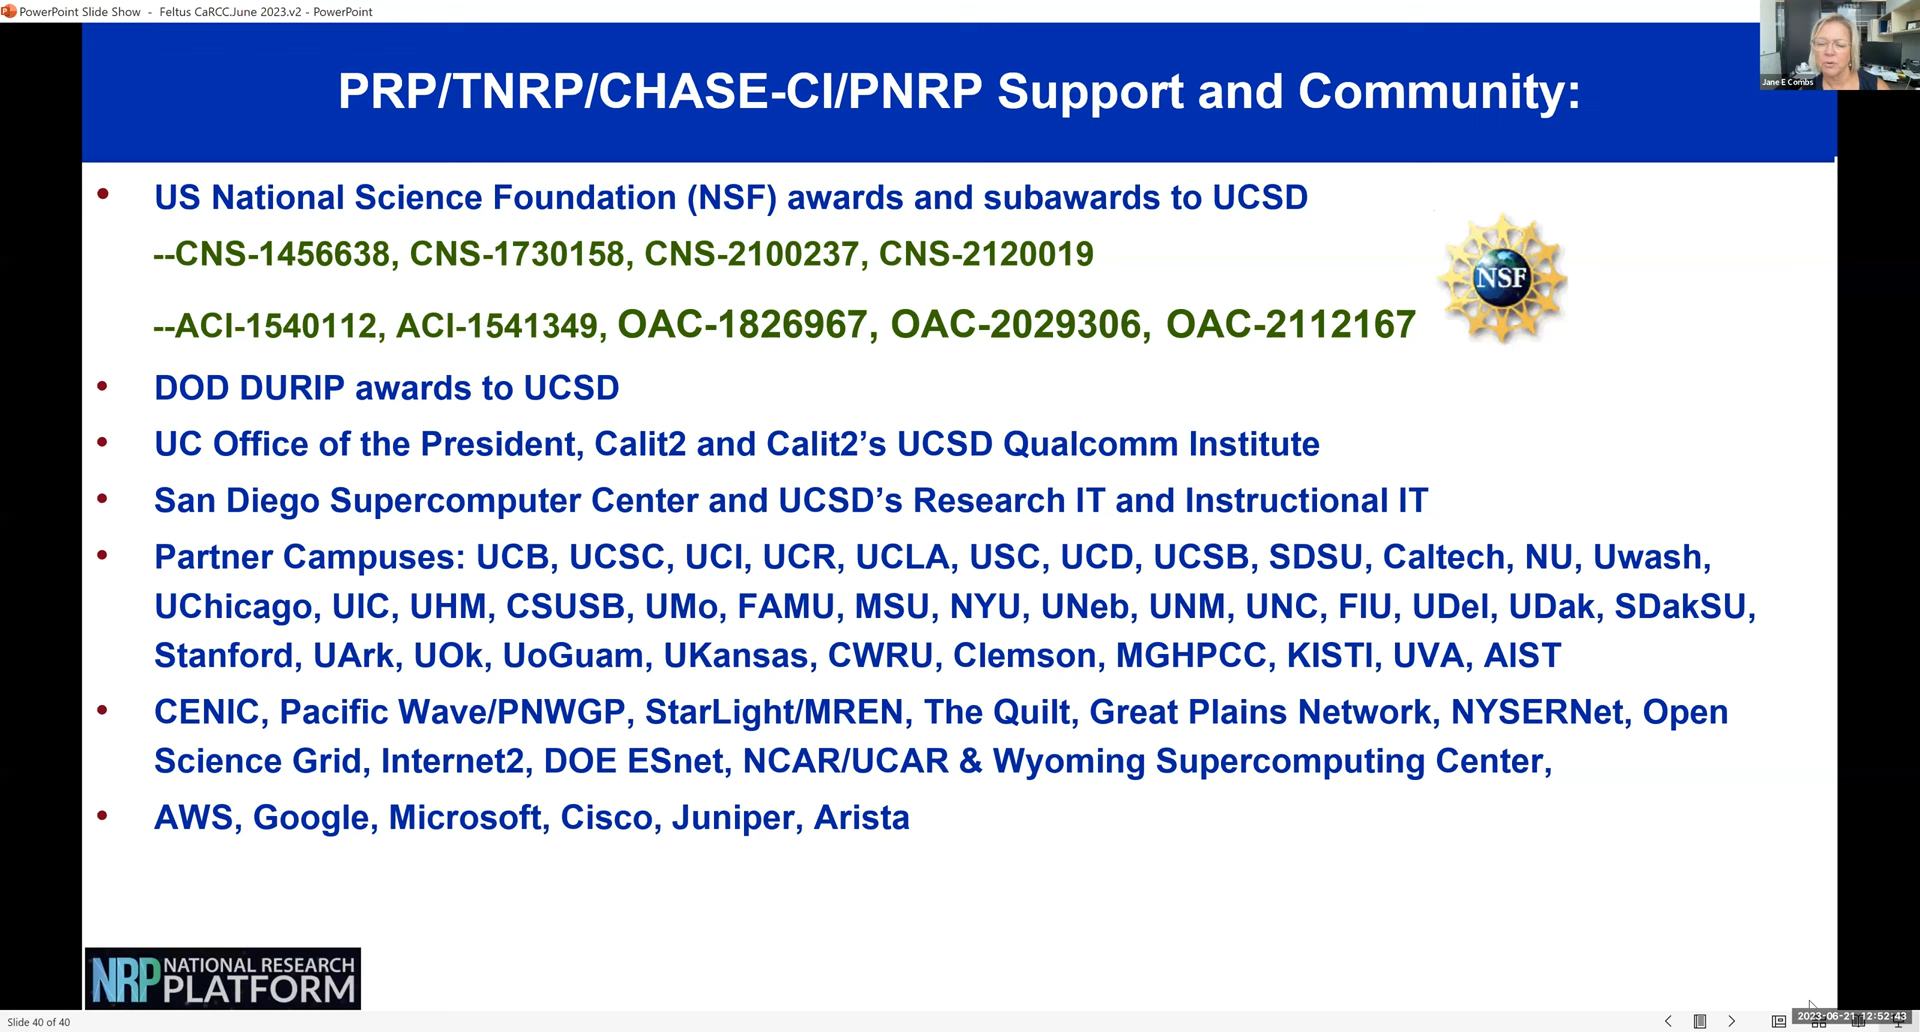 PowerPoint Slide Show - Feltus CaRCC.June 2023.v2 - PowerPoint
Jane E Combs
PRP/TNRP/CHASE-CI/PNRP Support and Community:
• US National Science Foundation (NSF) awards and subawards to UCSD
--CNS-1456638, CNS-1730158, CNS-2100237, CNS-2120019
--ACI-1540112, ACI-1541349, OAC-1826967, OAC-2029306, OAC-2112167
NSF
• DOD DURIP awards to UCSD
• UC Office of the President, Calit2 and Calit2’s UCSD Qualcomm Institute
• San Diego Supercomputer Center and UCSD’s Research IT and Instructional IT
• Partner Campuses: UCB, UCSC, UCI, UCR, UCLA, USC, UCD, UCSB, SDSU, Caltech, NU, Uwash,
UChicago, UIC, UHM, CSUSB, UMo, FAMU, MSU, NYU, UNeb, UNM, UNC, FIU, UDel, UDak, SDakSU,
Stanford, UArk, UOk, UoGuam, UKansas, CWRU, Clemson, MGHPCC, KISTI, UVA, AIST
• CENIC, Pacific Wave/PNWGP, StarLight/MREN, The Quilt, Great Plains Network, NYSERNet, Open
Science Grid, Internet2, DOE ESnet, NCAR/UCAR & Wyoming Supercomputing Center,
• AWS, Google, Microsoft, Cisco, Juniper, Arista
NRP NATIONAL RESEARCH
PLATFORM
Slide 40 of 40
2023-06-21 12:52:43